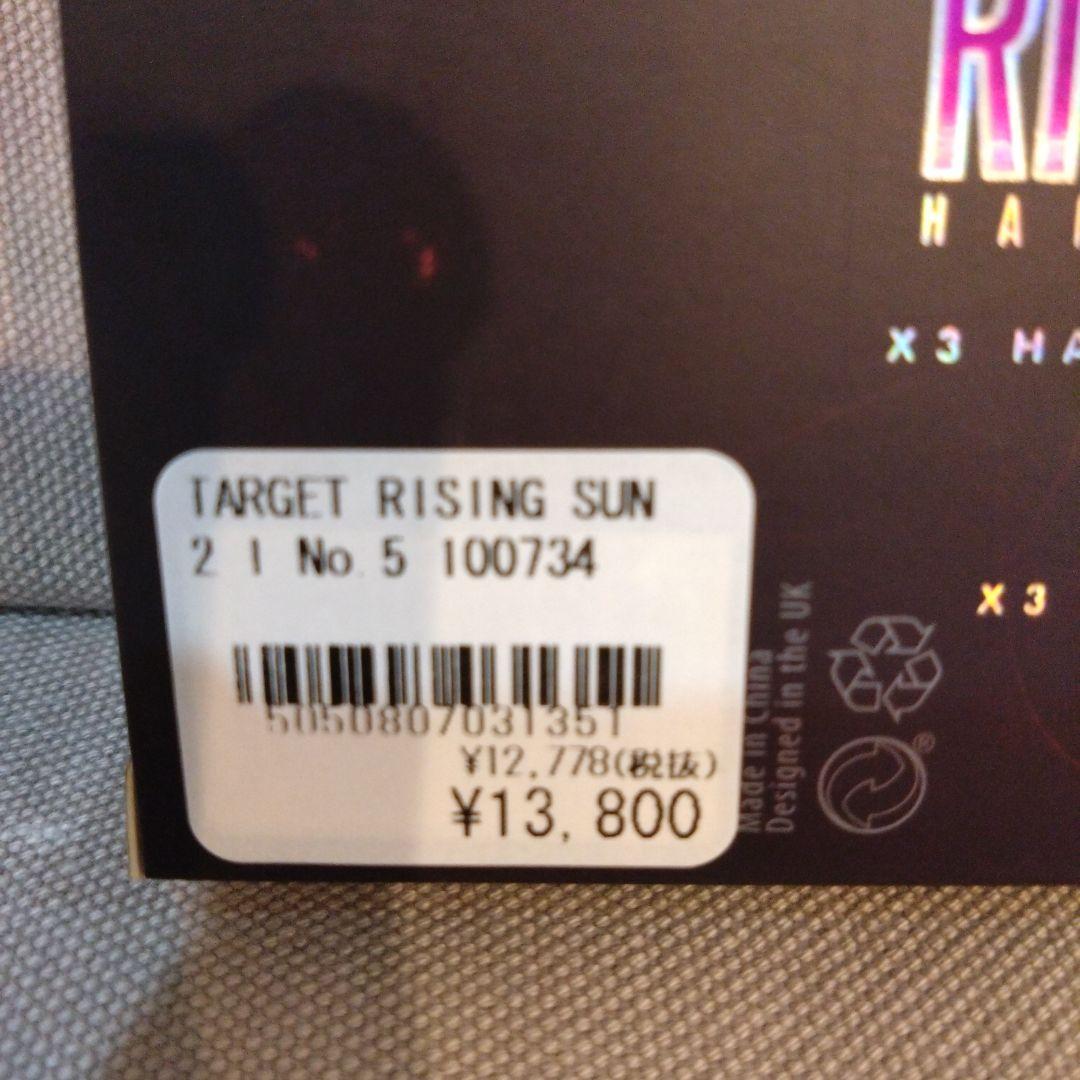 RI
HA
X3 HA
X3
TARGET RISING SUN
2 I No.5 100734
5050807031351
¥12,778(税抜)
¥13,800
Made in China
Designed in the UK